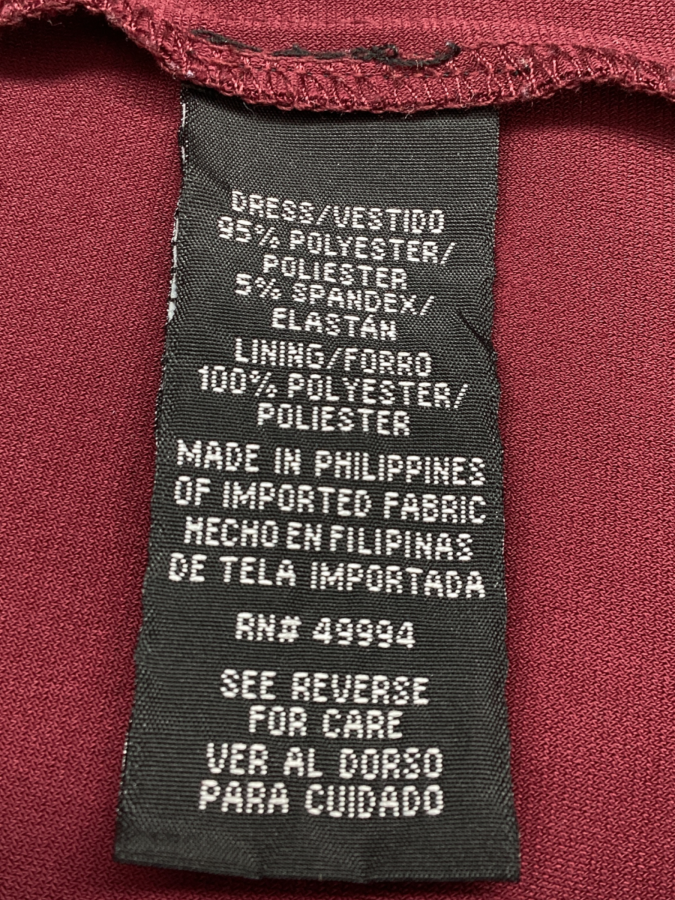 DRESS/VESTIDO
95% POLYESTER/
POLIESTER
5% SPANDEX/
ELASTÁN
LINING/FORRO
100% POLYESTER/
POLIESTER
MADE IN PHILIPPINES
OF IMPORTED FABRIC
HECHO EN FILIPINAS
DE TELA IMPORTADA
RN# 49994
SEE REVERSE
FOR CARE
VER AL DORSO
PARA CUIDADO